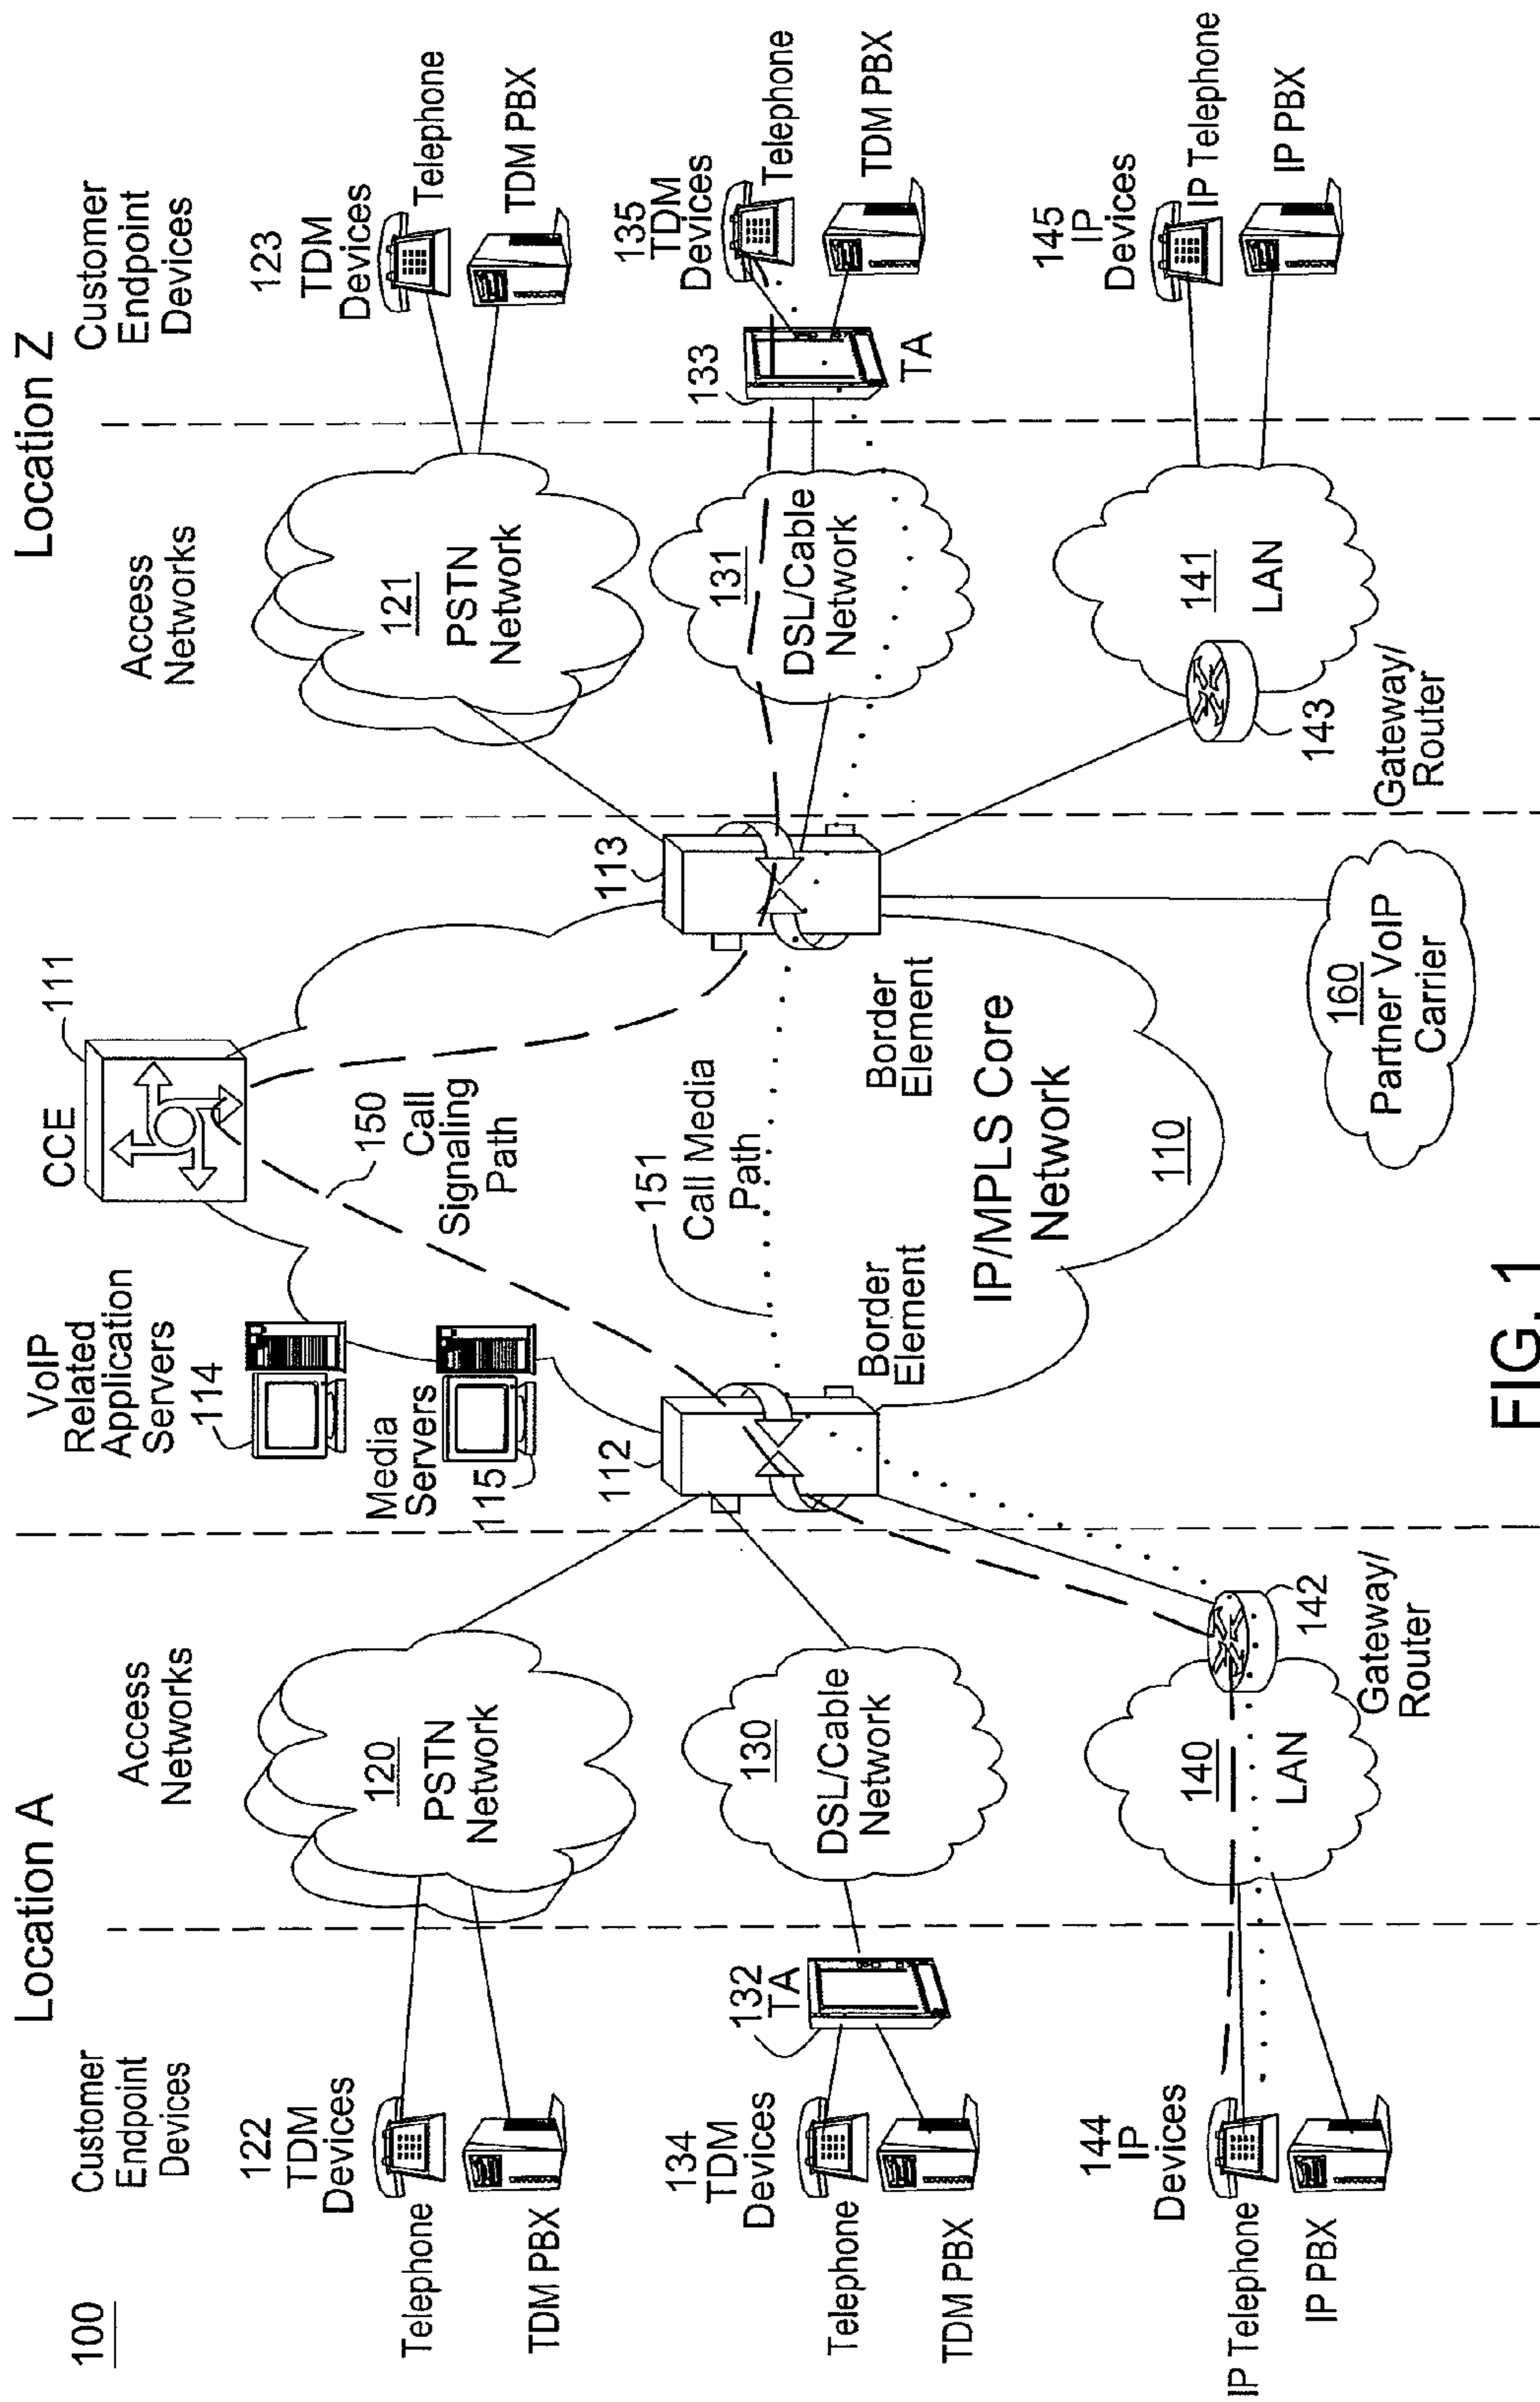 100
Location A
Location Z
Customer
Endpoint
Devices
Access
Networks
VoIP
Related
Application
Servers
114
CCE
111
Access
Networks
Customer
Endpoint
Devices
122
TDM
Devices
Telephone
TDM PBX
120
PSTN
Network
Media
Servers
115
150
Call
Signaling
Path
121
PSTN
Network
123
TDM
Devices
Telephone
TDM PBX
134
TDM
Devices
Telephone
TDM PBX
132
TA
130
DSL/Cable
Network
112
Border
Element
151
Call Media
Path
113
Border
Element
131
DSL/Cable
Network
133
TA
135
TDM
Devices
Telephone
TDM PBX
IP/MPLS Core
Network
110
144
IP
Devices
IP Telephone
IP PBX
140
LAN
142
Gateway/
Router
160
Partner VoIP
Carrier
141
LAN
143
Gateway/
Router
145
IP
Devices
IP Telephone
IP PBX
FIG. 1